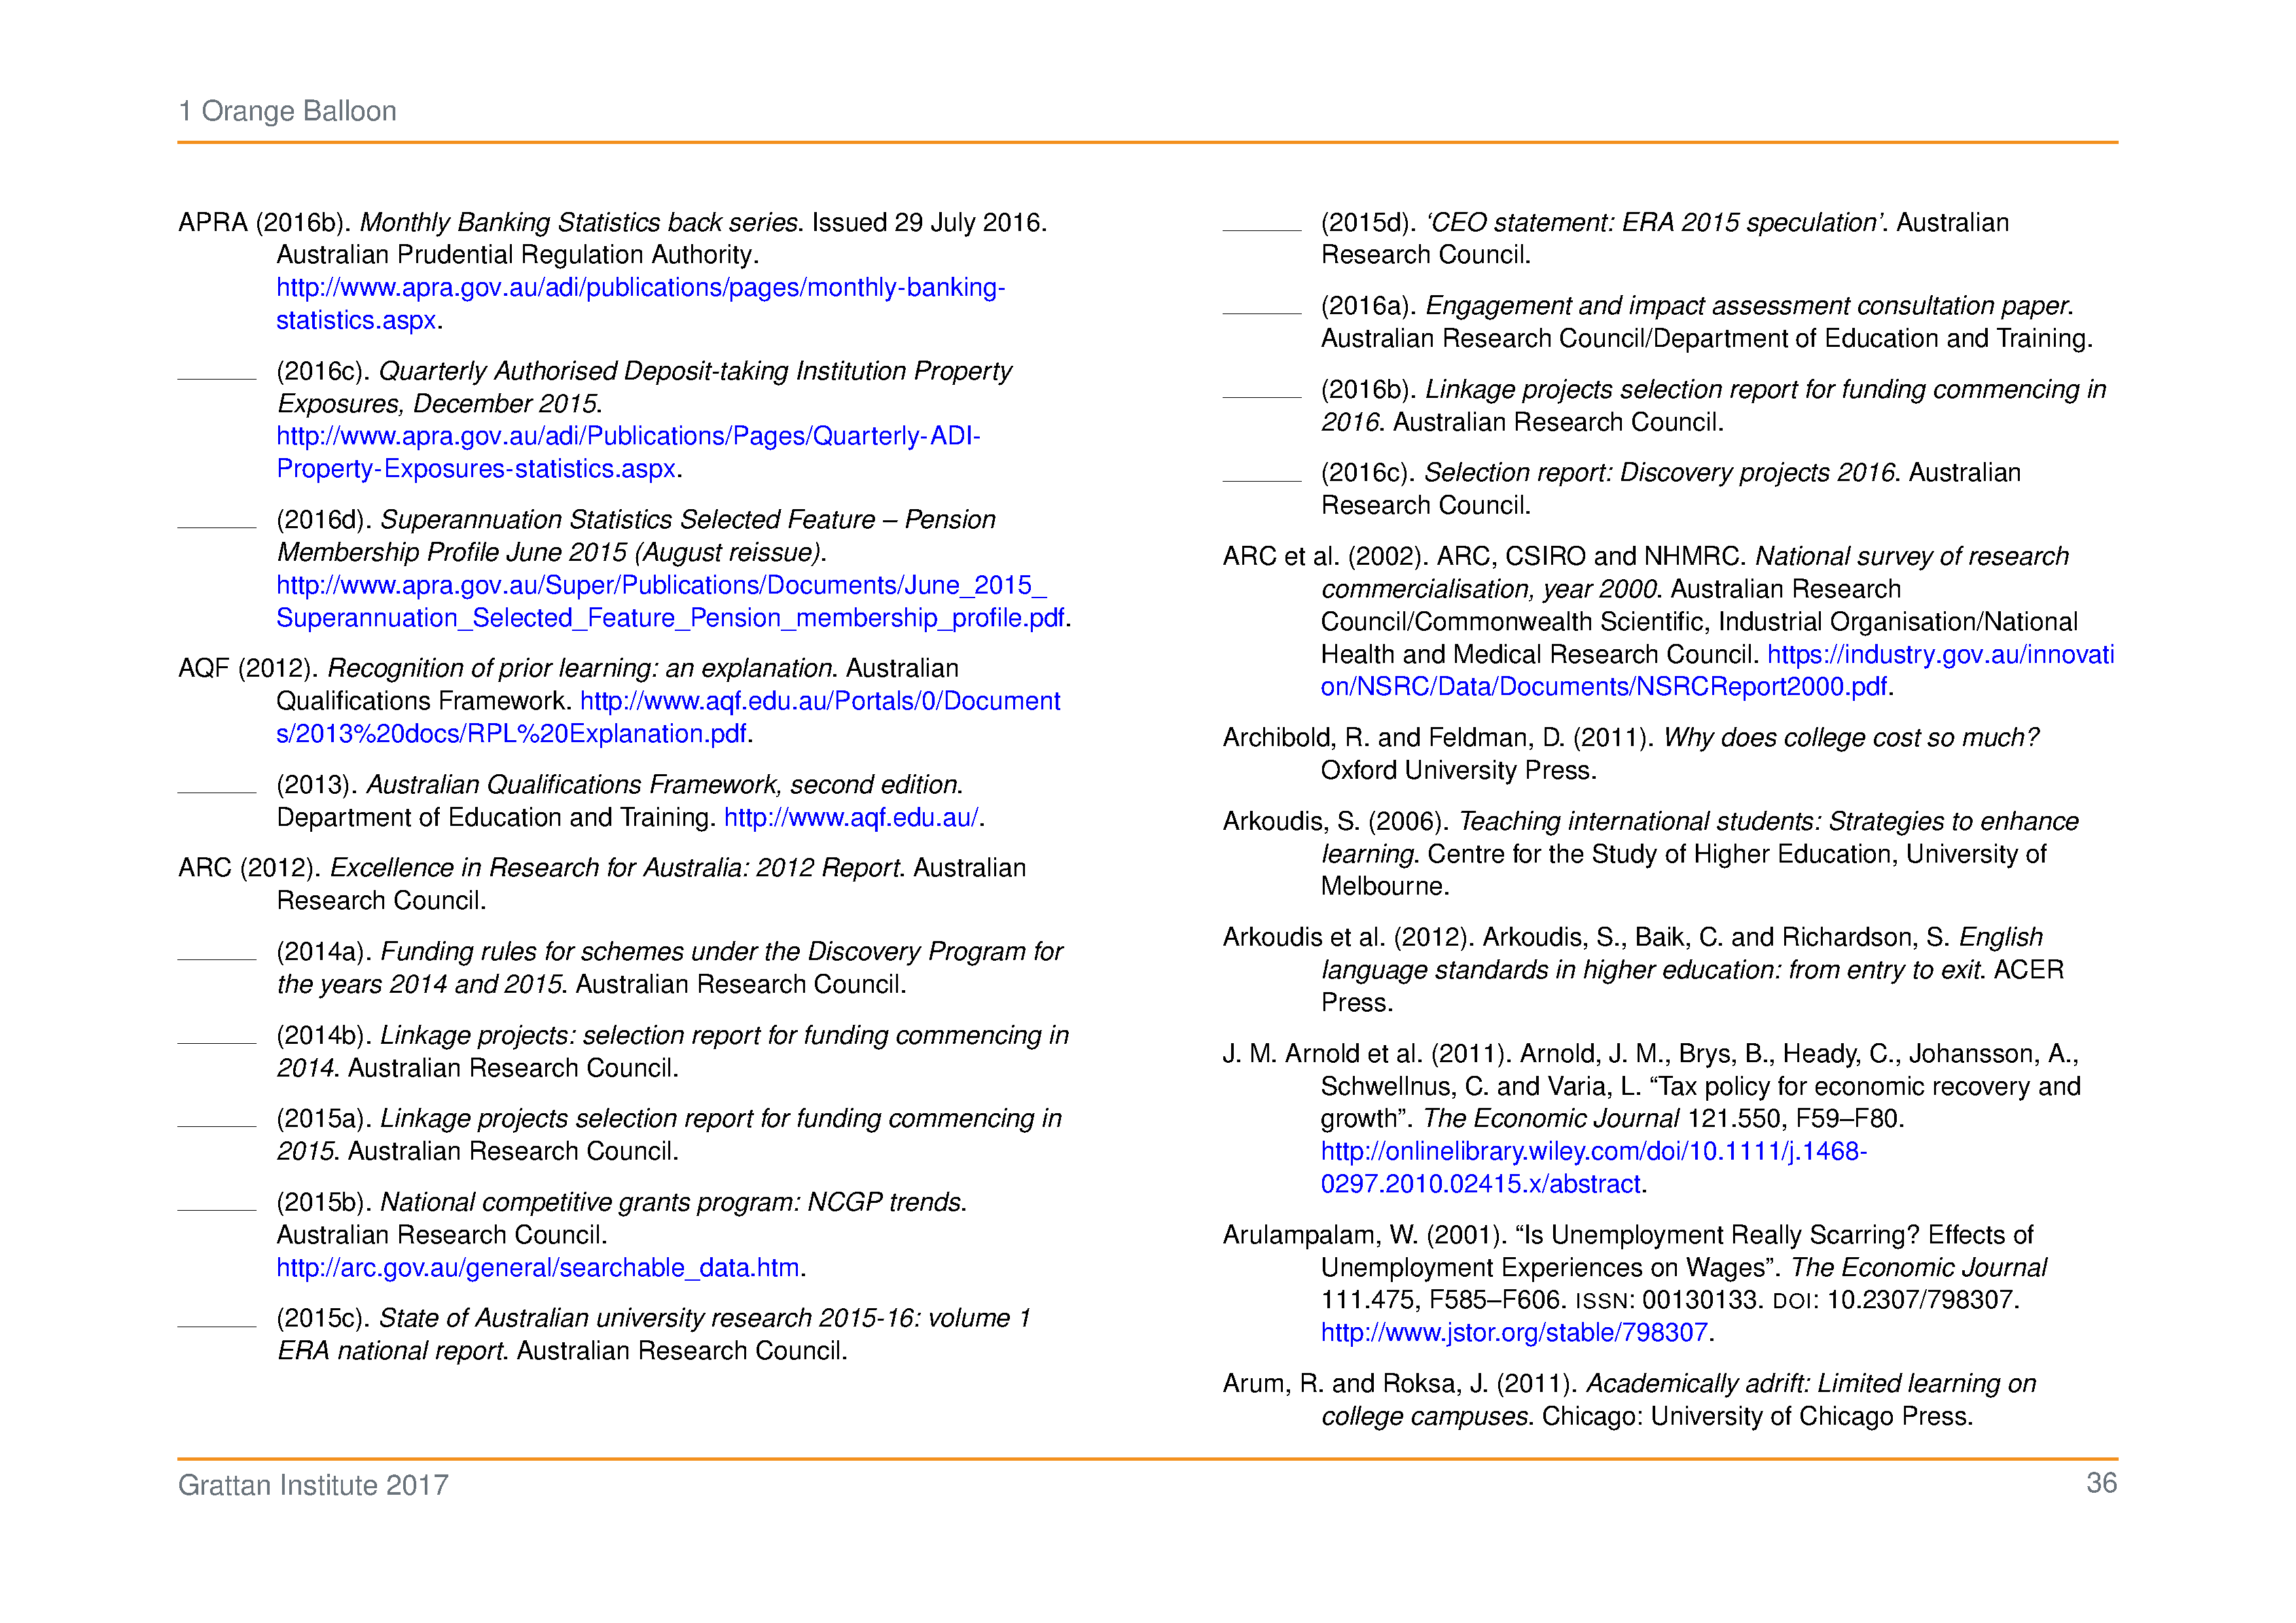 1 Orange Balloon
APRA (2016b). Monthly Banking Statistics back series. Issued 29 July 2016.
Australian Prudential Regulation Authority.
http://www.apra.gov.au/adi/publications/pages/monthly-banking-
statistics.aspx.
(2016c). Quarterly Authorised Deposit-taking Institution Property
Exposures, December 2015.
http://www.apra.gov.au/adi/Publications/Pages/Quarterly-ADI-
Property-Exposures-statistics.aspx.
(2016d). Superannuation Statistics Selected Feature – Pension
Membership Profile June 2015 (August reissue).
http://www.apra.gov.au/Super/Publications/Documents/June_2015_
Superannuation_Selected_Feature_Pension_membership_profile.pdf.
AQF (2012). Recognition of prior learning: an explanation. Australian
Qualifications Framework. http://www.aqf.edu.au/Portals/0/Document
s/2013%20docs/RPL%20Explanation.pdf.
(2013). Australian Qualifications Framework, second edition.
Department of Education and Training. http://www.aqf.edu.au/.
ARC (2012). Excellence in Research for Australia: 2012 Report. Australian
Research Council.
(2014a). Funding rules for schemes under the Discovery Program for
the years 2014 and 2015. Australian Research Council.
(2014b). Linkage projects: selection report for funding commencing in
2014. Australian Research Council.
(2015a). Linkage projects selection report for funding commencing in
2015. Australian Research Council.
(2015b). National competitive grants program: NCGP trends.
Australian Research Council.
http://arc.gov.au/general/searchable_data.htm.
(2015c). State of Australian university research 2015-16: volume 1
ERA national report. Australian Research Council.
(2015d). ‘CEO statement: ERA 2015 speculation’. Australian
Research Council.
(2016a). Engagement and impact assessment consultation paper.
Australian Research Council/Department of Education and Training.
(2016b). Linkage projects selection report for funding commencing in
2016. Australian Research Council.
(2016c). Selection report: Discovery projects 2016. Australian
Research Council.
ARC et al. (2002). ARC, CSIRO and NHMRC. National survey of research
commercialisation, year 2000. Australian Research
Council/Commonwealth Scientific, Industrial Organisation/National
Health and Medical Research Council. https://industry.gov.au/innovati
on/NSRC/Data/Documents/NSRCReport2000.pdf.
Archibold, R. and Feldman, D. (2011). Why does college cost so much?
Oxford University Press.
Arkoudis, S. (2006). Teaching international students: Strategies to enhance
learning. Centre for the Study of Higher Education, University of
Melbourne.
Arkoudis et al. (2012). Arkoudis, S., Baik, C. and Richardson, S. English
language standards in higher education: from entry to exit. ACER
Press.
J. M. Arnold et al. (2011). Arnold, J. M., Brys, B., Heady, C., Johansson, A.,
Schwellnus, C. and Varia, L. “Tax policy for economic recovery and
growth”. The Economic Journal 121.550, F59–F80.
http://onlinelibrary.wiley.com/doi/10.1111/j.1468-
0297.2010.02415.x/abstract.
Arulampalam, W. (2001). “Is Unemployment Really Scarring? Effects of
Unemployment Experiences on Wages”. The Economic Journal
111.475, F585–F606. ISSN: 00130133. DOI: 10.2307/798307.
http://www.jstor.org/stable/798307.
Arum, R. and Roksa, J. (2011). Academically adrift: Limited learning on
college campuses. Chicago: University of Chicago Press.
Grattan Institute 2017
36